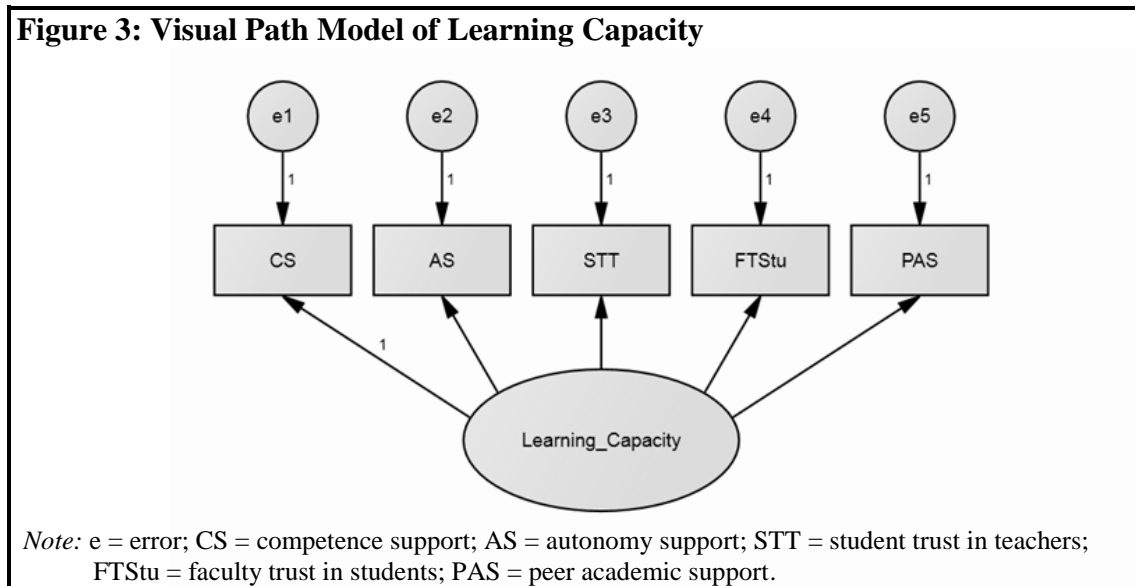 Figure 3: Visual Path Model of Learning Capacity
e1 e2 e3 e4 e5
1 1 1 1 1
CS AS STT FTStu PAS
1
Learning_Capacity
Note: e = error; CS = competence support; AS = autonomy support; STT = student trust in teachers;
FTStu = faculty trust in students; PAS = peer academic support.